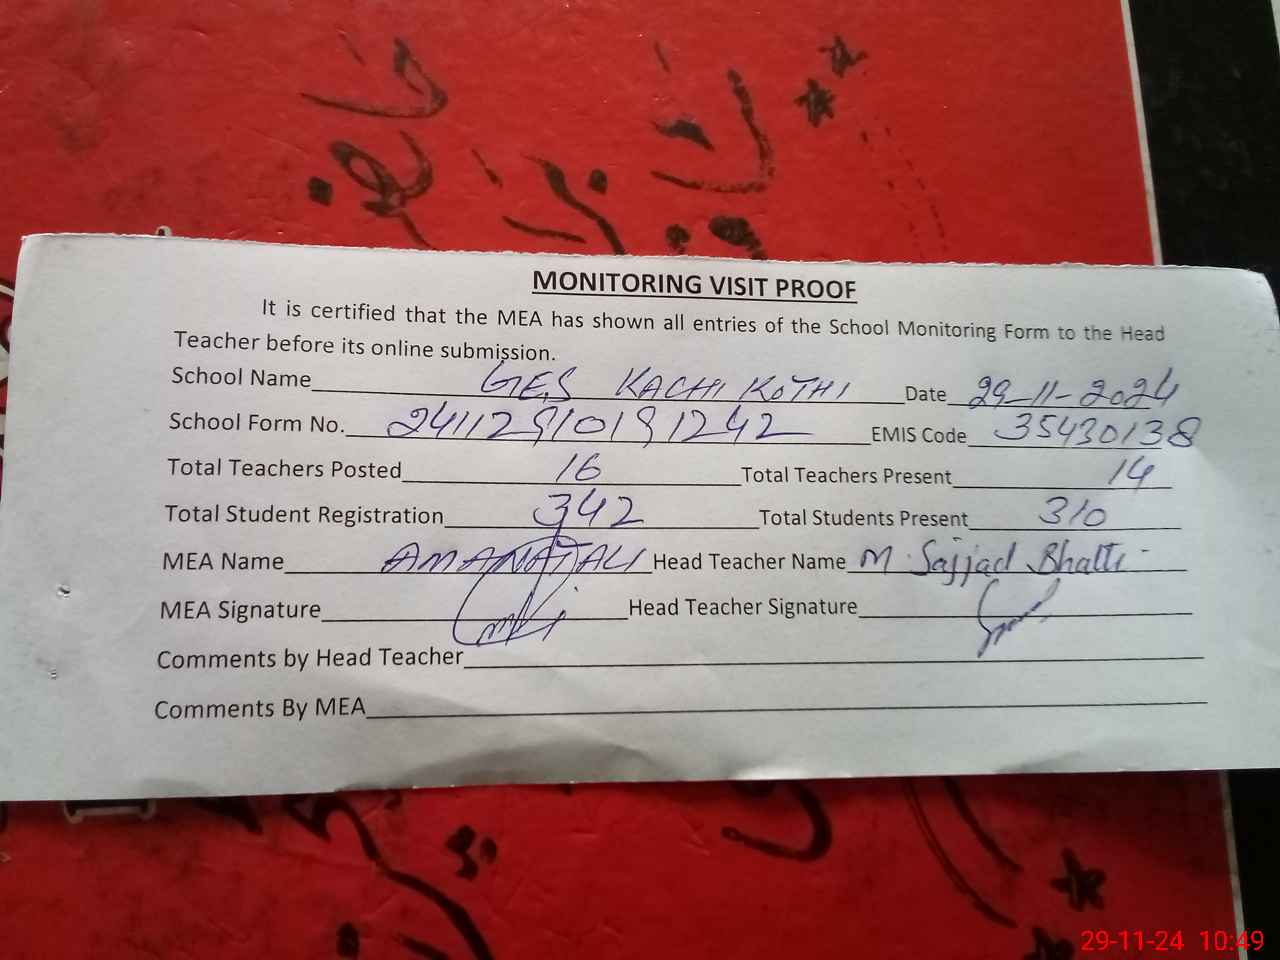 MONITORING VISIT PROOF
It is certified that the MEA has shown all entries of the School Monitoring Form to the Head
Teacher before its online submission.
School Name GES KACHI KOTHI Date 29-11-2024
School Form No. 24112910191242 EMIS Code 35430138
Total Teachers Posted 16 Total Teachers Present 14
Total Student Registration 342 Total Students Present 310
MEA Name AMANATALI Head Teacher Name M. Sajjad Bhatti
MEA Signature Head Teacher Signature
Comments by Head Teacher
Comments By MEA
29-11-24 10:49